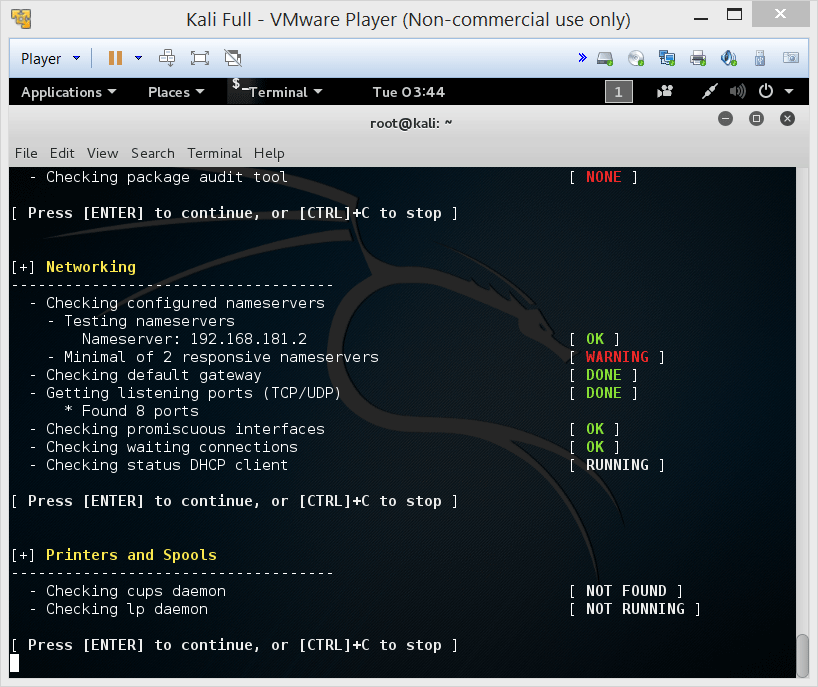 Kali Full - VMware Player (Non-commercial use only)
Player
Applications Places $_ Terminal Tue 03:44 1
root@kali: ~
File Edit View Search Terminal Help
- Checking package audit tool [ NONE ]
[ Press [ENTER] to continue, or [CTRL]+C to stop ]
[+] Networking
------------------------------------
- Checking configured nameservers
- Testing nameservers
Nameserver: 192.168.181.2 [ OK ]
- Minimal of 2 responsive nameservers [ WARNING ]
- Checking default gateway [ DONE ]
- Getting listening ports (TCP/UDP) [ DONE ]
* Found 8 ports
- Checking promiscuous interfaces [ OK ]
- Checking waiting connections [ OK ]
- Checking status DHCP client [ RUNNING ]
[ Press [ENTER] to continue, or [CTRL]+C to stop ]
[+] Printers and Spools
------------------------------------
- Checking cups daemon [ NOT FOUND ]
- Checking lp daemon [ NOT RUNNING ]
[ Press [ENTER] to continue, or [CTRL]+C to stop ]